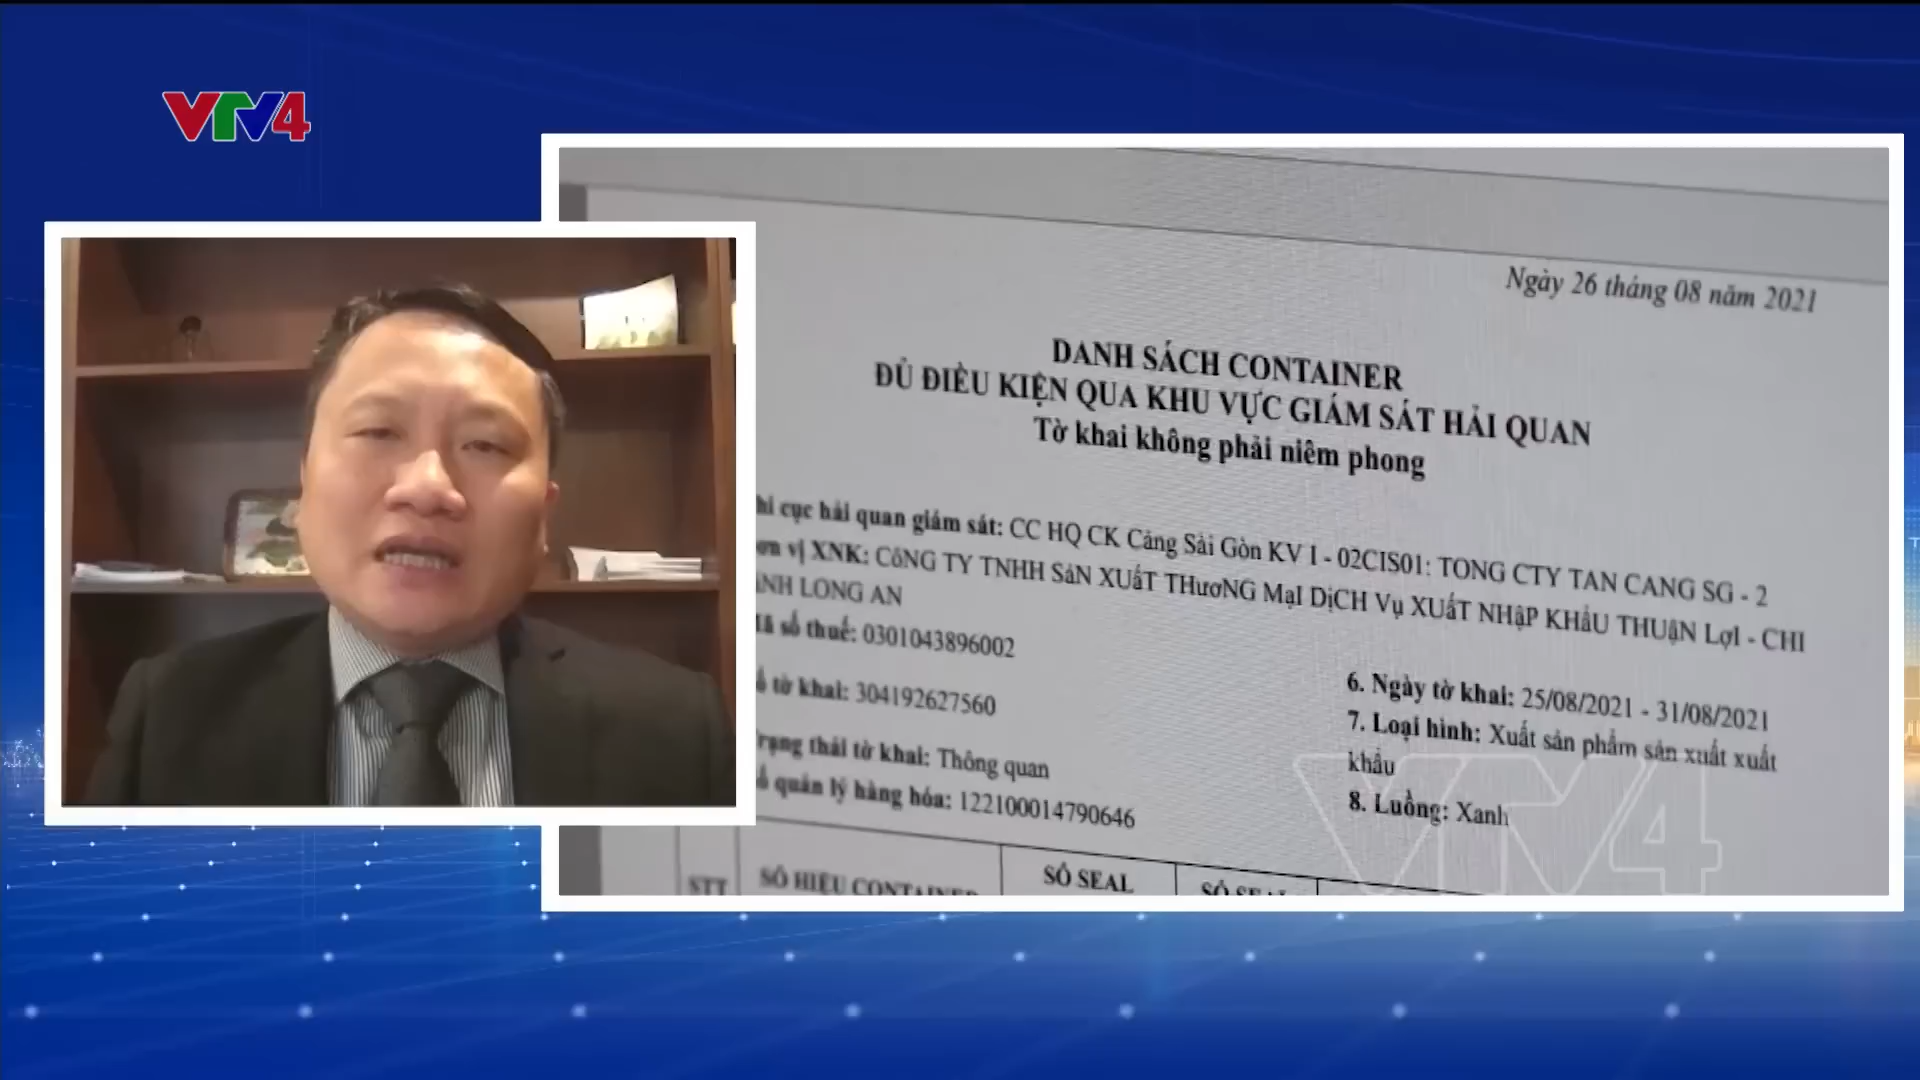 VTV4
Ngày 26 tháng 08 năm 2021
DANH SÁCH CONTAINER
ĐỦ ĐIỀU KIỆN QUA KHU VỰC GIÁM SÁT HẢI QUAN
Tờ khai không phải niêm phong
hi cục hải quan giám sát: CC HQ CK Cảng Sài Gòn KV I - 02CIS01: TONG CTY TAN CANG SG - 2
ơn vị XNK: CôNG TY TNHH SảN XUấT THươNG MạI DịCH Vụ XUấT NHậP KHẩU THUậN LợI - CHI
áNH LONG AN
ã số thuế: 0301043896002
ố tờ khai: 304192627560
rạng thái tờ khai: Thông quan
ố quản lý hàng hóa: 122100014790646
6. Ngày tờ khai: 25/08/2021 - 31/08/2021
7. Loại hình: Xuất sản phẩm sản xuất xuất
khẩu
8. Luồng: Xanh
VTV4
STT SỐ HIỆU CONTAINER SỐ SEAL SỐ SEAL